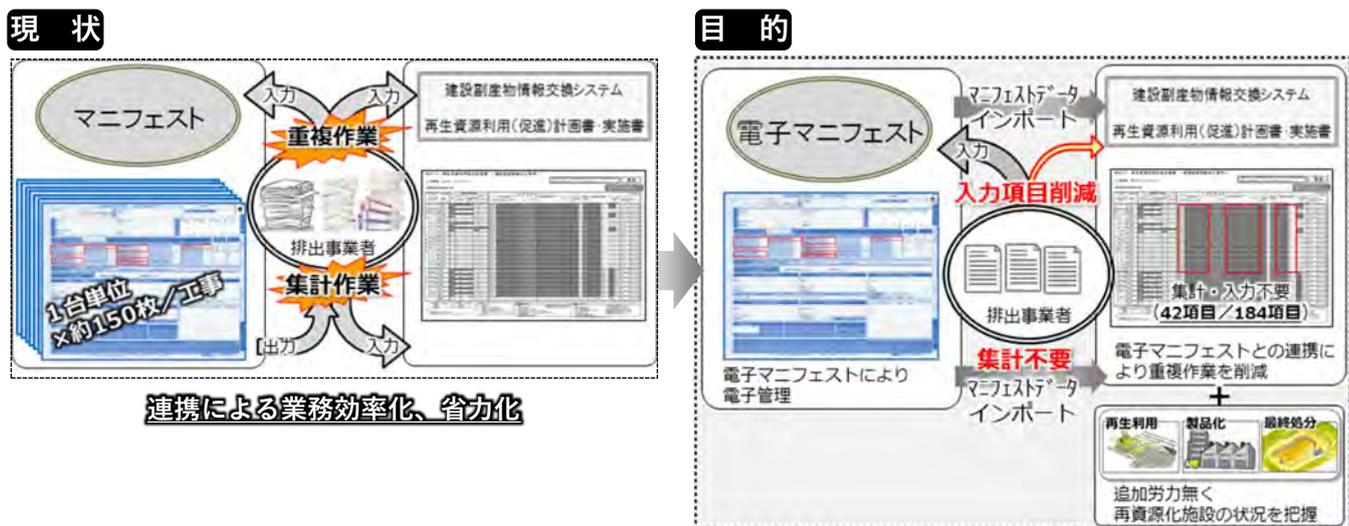 現 状
マニフェスト
入力
入力
重複作業
建設副産物情報交換システム
再生資源利用(促進)計画書・実施書
排出事業者
集計作業
1台単位
×約150枚/工事
出力
入力
連携による業務効率化、省力化
目 的
電子マニフェスト
マニフェストデータ
インポート
入力
入力項目削減
建設副産物情報交換システム
再生資源利用(促進)計画書・実施書
排出事業者
集計・入力不要
(42項目/184項目)
電子マニフェストにより
電子管理
集計不要
マニフェストデータ
インポート
電子マニフェストとの連携に
より重複作業を削減
+
再生利用
製品化
最終処分
追加労力無く
再資源化施設の状況を把握